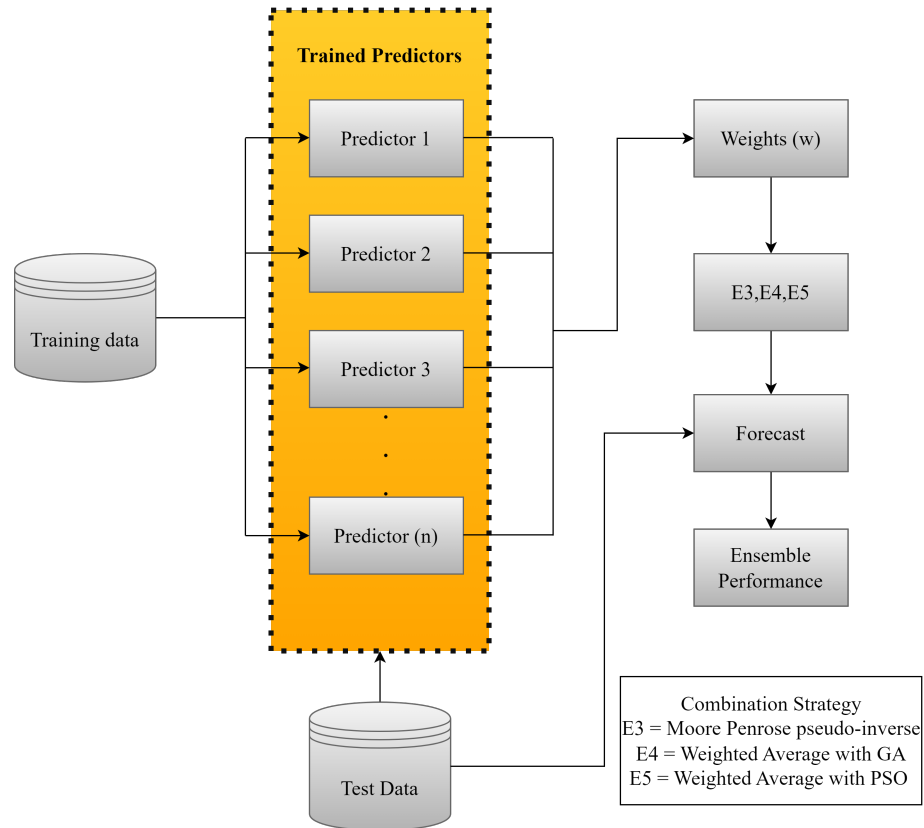 Trained Predictors
Predictor 1
Predictor 2
Predictor 3
.
.
.
Predictor (n)
Training data
Test Data
Weights (w)
E3,E4,E5
Forecast
Ensemble
Performance
Combination Strategy
E3 = Moore Penrose pseudo-inverse
E4 = Weighted Average with GA
E5 = Weighted Average with PSO